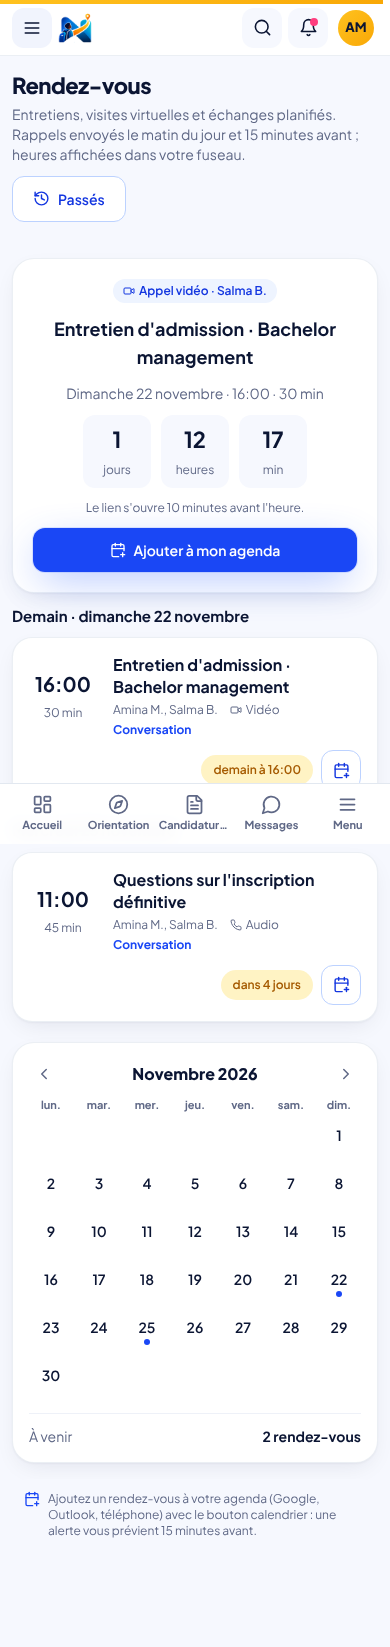 AM
Rendez-vous
Entretiens, visites virtuelles et échanges planifiés.
Rappels envoyés le matin du jour et 15 minutes avant ;
heures affichées dans votre fuseau.
Passés
Appel vidéo · Salma B.
Entretien d'admission · Bachelor
management
Dimanche 22 novembre · 16:00 · 30 min
1 12 17
jours heures min
Le lien s'ouvre 10 minutes avant l'heure.
Ajouter à mon agenda
Demain · dimanche 22 novembre
16:00
30 min
Entretien d'admission ·
Bachelor management
Amina M., Salma B. Vidéo
Conversation
demain à 16:00
Accueil Orientation Candidatur… Messages Menu
11:00
45 min
Questions sur l'inscription
définitive
Amina M., Salma B. Audio
Conversation
dans 4 jours
Novembre 2026
lun. mar. mer. jeu. ven. sam. dim.
1
2 3 4 5 6 7 8
9 10 11 12 13 14 15
16 17 18 19 20 21 22
23 24 25 26 27 28 29
30
À venir 2 rendez-vous
Ajoutez un rendez-vous à votre agenda (Google,
Outlook, téléphone) avec le bouton calendrier : une
alerte vous prévient 15 minutes avant.